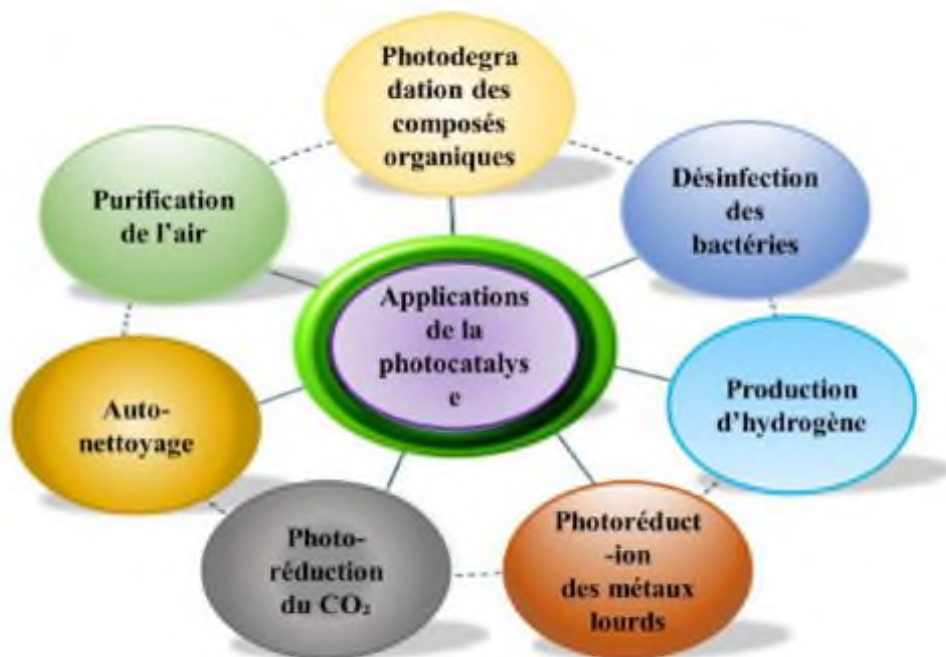 Photodegra
dation des
composés
organiques
Désinfection
des
bactéries
Purification
de l’air
Applications
de la
photocatalys
e
Production
d’hydrogène
Auto-
nettoyage
Photo-
réduction
du CO₂
Photoréduct
-ion
des métaux
lourds